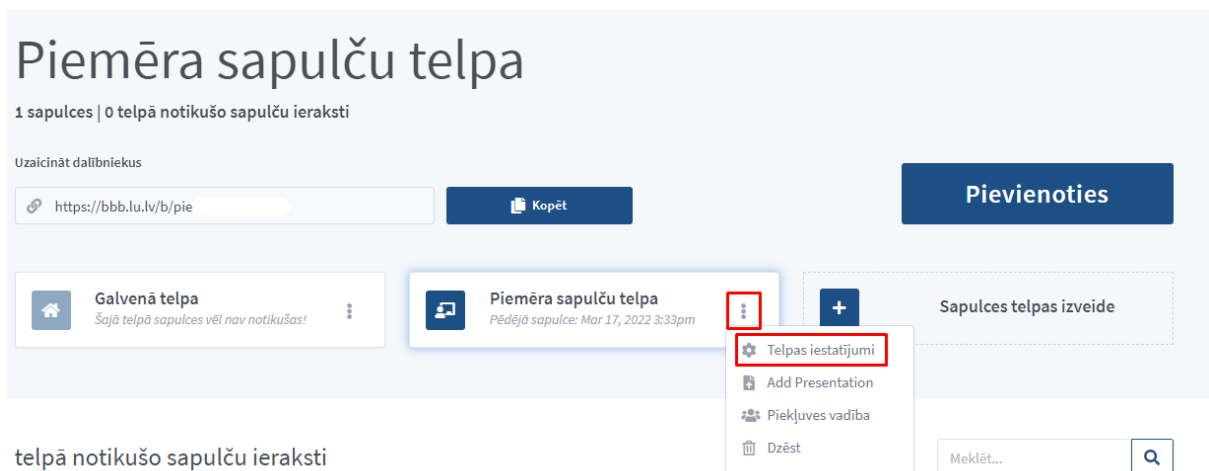 Piemēra sapulču telpa
1 sapulces | 0 telpā notikušo sapulču ieraksti
Uzaicināt dalībniekus
https://bbb.lu.lv/b/pie
Kopēt
Pievienoties
Galvenā telpa
Šajā telpā sapulces vēl nav notikušas!
Piemēra sapulču telpa
Pēdējā sapulce: Mar 17, 2022 3:33pm
Sapulces telpas izveide
Telpas iestatījumi
Add Presentation
Piekļuves vadība
Dzēst
telpā notikušo sapulču ieraksti
Meklēt...